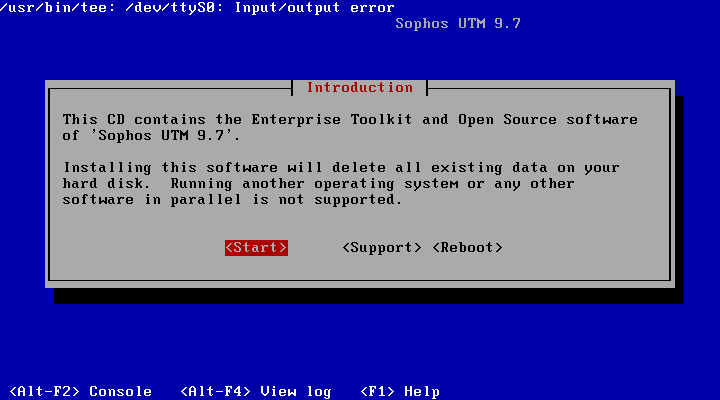 /usr/bin/tee: /dev/ttyS0: Input/output error
Sophos UTM 9.7
Introduction
This CD contains the Enterprise Toolkit and Open Source software
of 'Sophos UTM 9.7'.
Installing this software will delete all existing data on your
hard disk.  Running another operating system or any other
software in parallel is not supported.
<Start> <Support> <Reboot>
<Alt-F2> Console <Alt-F4> View log <F1> Help